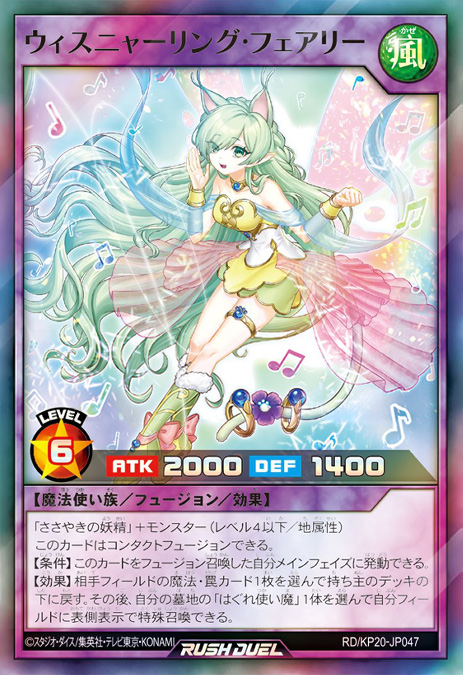 ウィスニャーリング・フェアリー
かぜ
風
LEVEL
6
ATK 2000 DEF 1400
【魔法使い族／フュージョン／効果】
「ささやきの妖精」+モンスター（レベル4以下／地属性）
このカードはコンタクトフュージョンできる。
【条件】このカードをフュージョン召喚した自分メインフェイズに発動できる。
【効果】相手フィールドの魔法・罠カード1枚を選んで持ち主のデッキの
下に戻す。その後、自分の墓地の「はぐれ使い魔」1体を選んで自分フィー
ルドに表側表示で特殊召喚できる。
©スタジオ・ダイス/集英社・テレビ東京・KONAMI
RUSH DUEL
RD/KP20-JP047